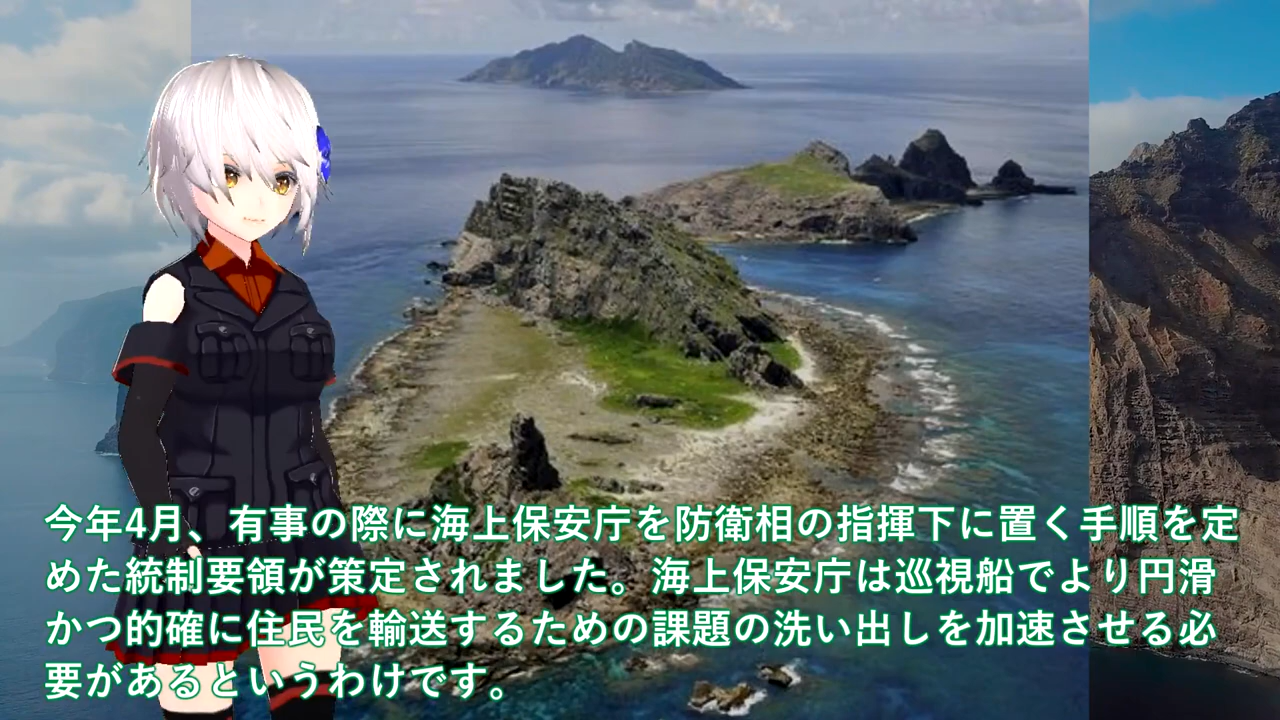 今年4月、有事の際に海上保安庁を防衛相の指揮下に置く手順を定
めた統制要領が策定されました。海上保安庁は巡視船でより円滑
かつ的確に住民を輸送するための課題の洗い出しを加速させる必
要があるというわけです。